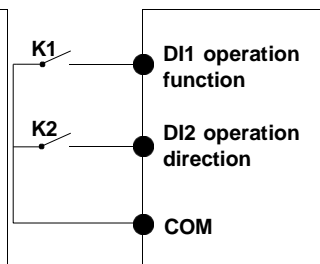 K1
DI1 operation
function
K2
DI2 operation
direction
COM